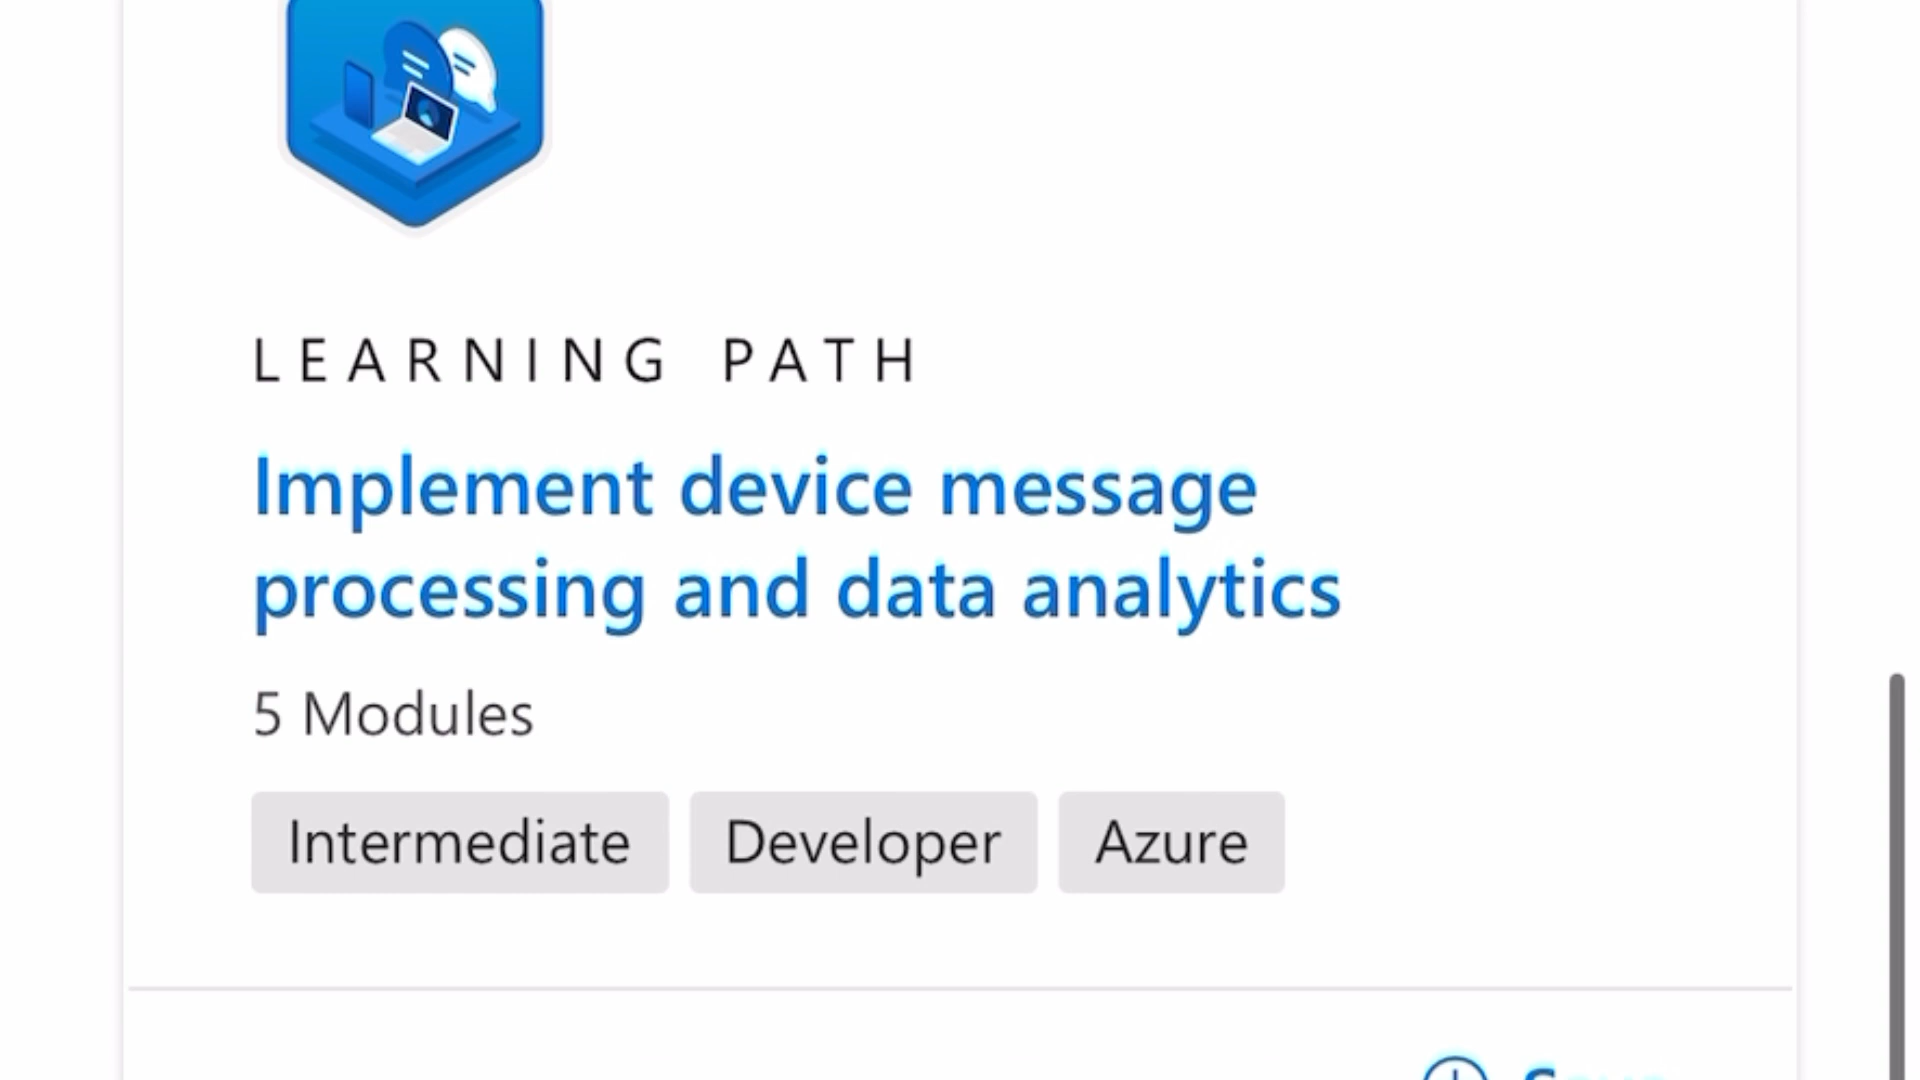 LEARNING PATH
Implement device message
processing and data analytics
5 Modules
Intermediate Developer Azure